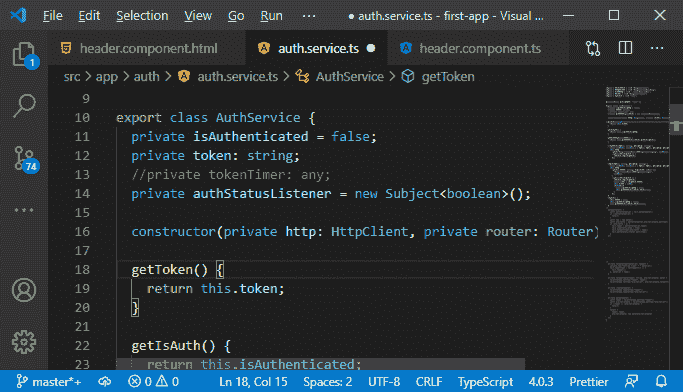 File Edit Selection View Go Run ··· ● auth.service.ts - first-app - Visual ...
header.component.html auth.service.ts ● header.component.ts ···
src > app > auth > auth.service.ts > AuthService > getToken
9
10 export class AuthService {
11 private isAuthenticated = false;
12 private token: string;
13 //private tokenTimer: any;
14 private authStatusListener = new Subject<boolean>();
15
16 constructor(private http: HttpClient, private router: Router)
17
18 getToken() {
19 return this.token;
20 }
21
22 getIsAuth() {
23 return this.isAuthenticated;
1
74
master*+ 0 0 Ln 18, Col 15 Spaces: 2 UTF-8 CRLF TypeScript 4.0.3 Prettier